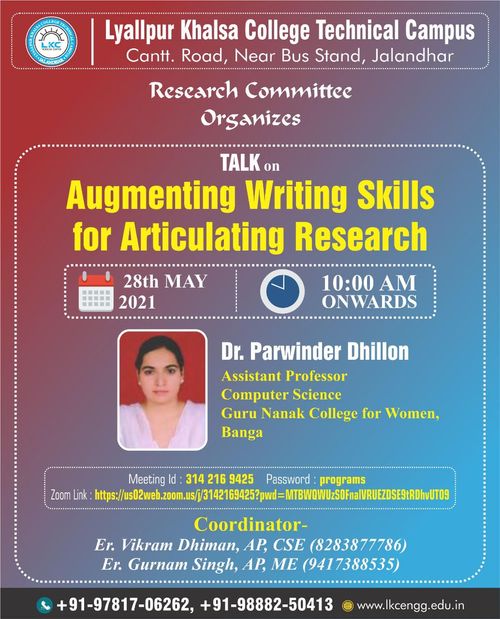 LKC
Lyallpur Khalsa College Technical Campus
Cantt. Road, Near Bus Stand, Jalandhar
Research Committee
Organizes
TALK on
Augmenting Writing Skills
for Articulating Research
28th MAY
2021
10:00 AM
ONWARDS
Dr. Parwinder Dhillon
Assistant Professor
Computer Science
Guru Nanak College for Women,
Banga
Meeting Id : 314 216 9425 Password : programs
Zoom Link : https://us02web.zoom.us/j/3142169425?pwd=MTBWQWUzSOFnalVRUEZDSE9tRDhvUT09
Coordinator-
Er. Vikram Dhiman, AP, CSE (8283877786)
Er. Gurnam Singh, AP, ME (9417388535)
+91-97817-06262, +91-98882-50413 www.lkcengg.edu.in